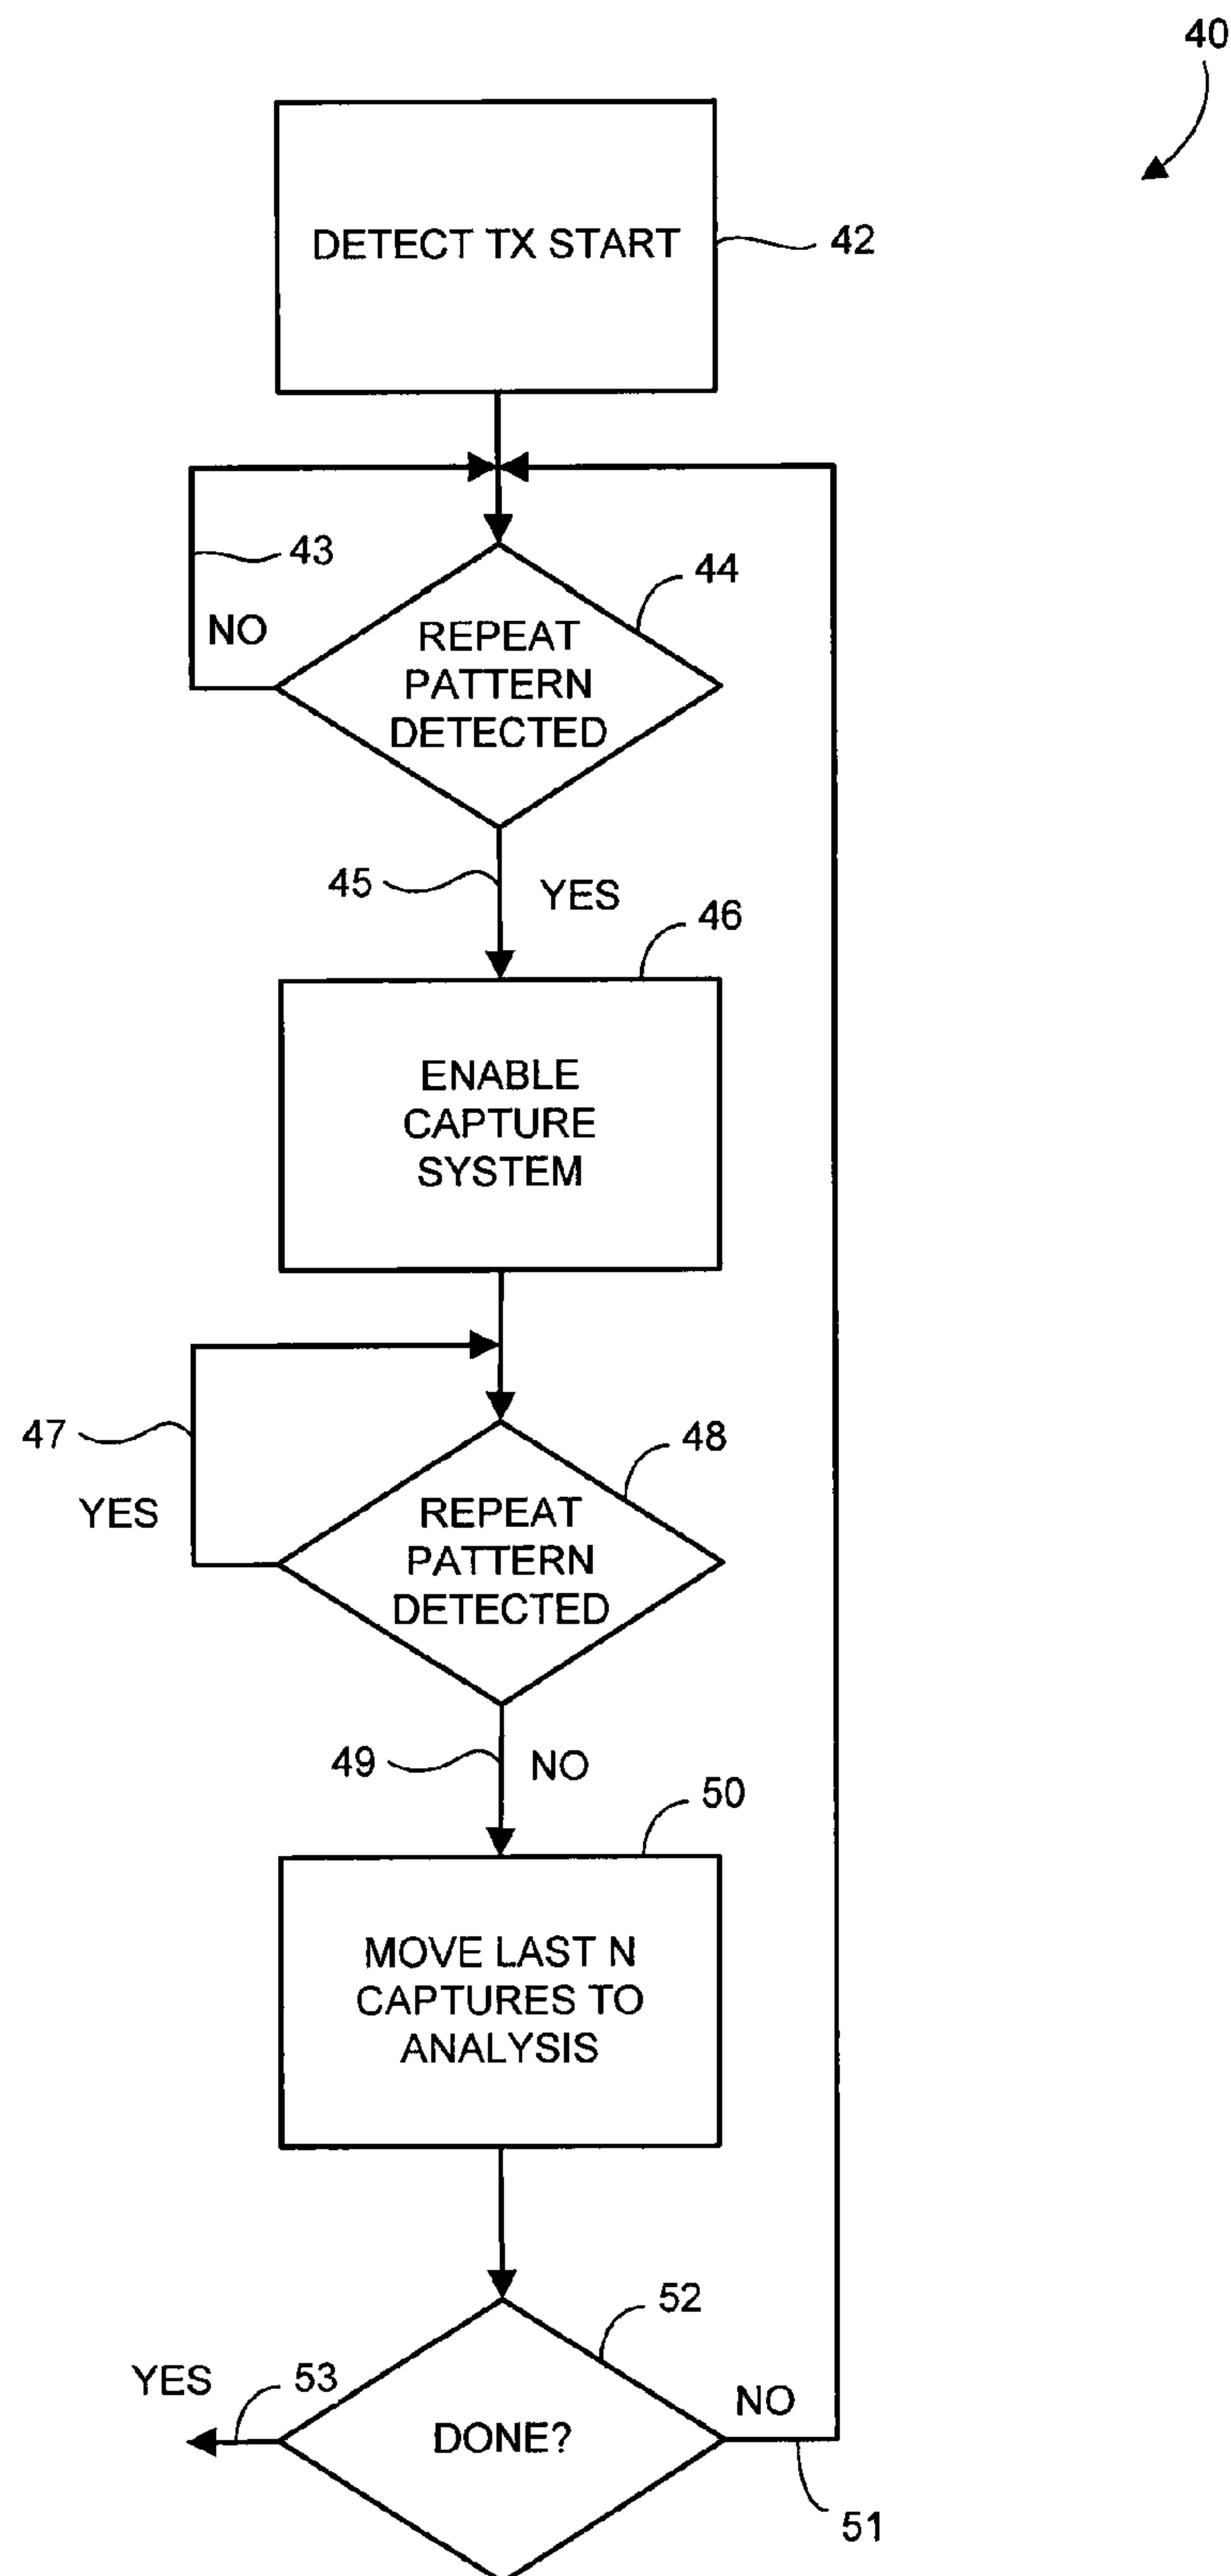 40
DETECT TX START
42
43
NO
44
REPEAT
PATTERN
DETECTED
45
YES
46
ENABLE
CAPTURE
SYSTEM
47
YES
48
REPEAT
PATTERN
DETECTED
49
NO
50
MOVE LAST N
CAPTURES TO
ANALYSIS
52
YES
53
DONE?
NO
51